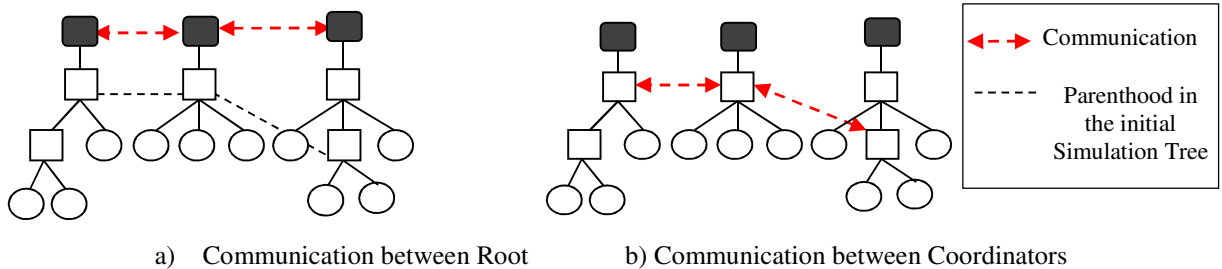 Communication
Parenthood in
the initial
Simulation Tree
a) Communication between Root
b) Communication between Coordinators